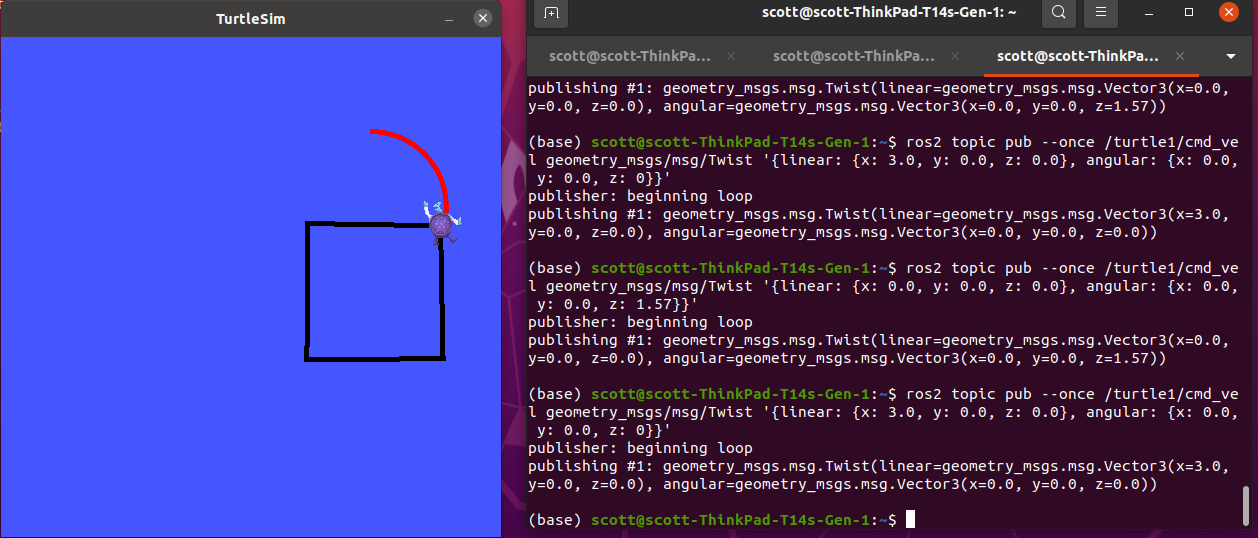 TurtleSim
scott@scott-ThinkPad-T14s-Gen-1: ~
scott@scott-ThinkPa... scott@scott-ThinkPa... scott@scott-ThinkPa...
publishing #1: geometry_msgs.msg.Twist(linear=geometry_msgs.msg.Vector3(x=0.0,
y=0.0, z=0.0), angular=geometry_msgs.msg.Vector3(x=0.0, y=0.0, z=1.57))
(base) scott@scott-ThinkPad-T14s-Gen-1:~$ ros2 topic pub --once /turtle1/cmd_ve
l geometry_msgs/msg/Twist '{linear: {x: 3.0, y: 0.0, z: 0.0}, angular: {x: 0.0,
y: 0.0, z: 0}}'
publisher: beginning loop
publishing #1: geometry_msgs.msg.Twist(linear=geometry_msgs.msg.Vector3(x=3.0,
y=0.0, z=0.0), angular=geometry_msgs.msg.Vector3(x=0.0, y=0.0, z=0.0))
(base) scott@scott-ThinkPad-T14s-Gen-1:~$ ros2 topic pub --once /turtle1/cmd_ve
l geometry_msgs/msg/Twist '{linear: {x: 0.0, y: 0.0, z: 0.0}, angular: {x: 0.0,
y: 0.0, z: 1.57}}'
publisher: beginning loop
publishing #1: geometry_msgs.msg.Twist(linear=geometry_msgs.msg.Vector3(x=0.0,
y=0.0, z=0.0), angular=geometry_msgs.msg.Vector3(x=0.0, y=0.0, z=1.57))
(base) scott@scott-ThinkPad-T14s-Gen-1:~$ ros2 topic pub --once /turtle1/cmd_ve
l geometry_msgs/msg/Twist '{linear: {x: 3.0, y: 0.0, z: 0.0}, angular: {x: 0.0,
y: 0.0, z: 0}}'
publisher: beginning loop
publishing #1: geometry_msgs.msg.Twist(linear=geometry_msgs.msg.Vector3(x=3.0,
y=0.0, z=0.0), angular=geometry_msgs.msg.Vector3(x=0.0, y=0.0, z=0.0))
(base) scott@scott-ThinkPad-T14s-Gen-1:~$